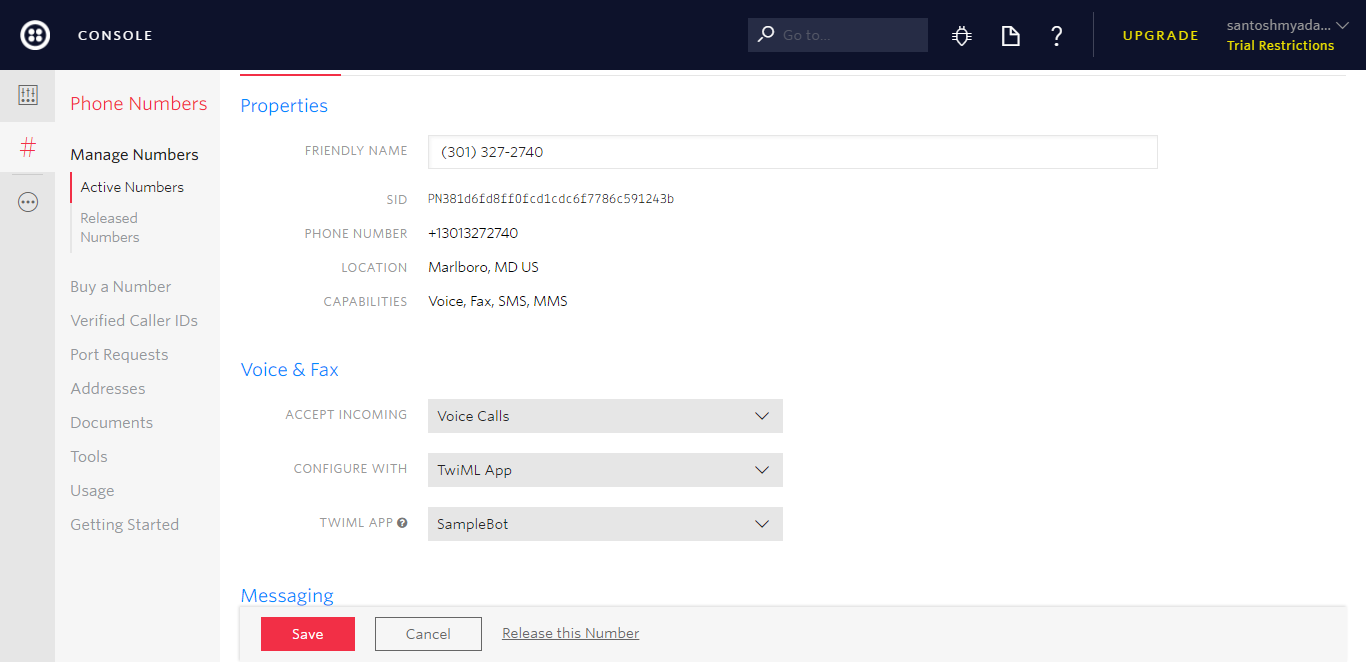 CONSOLE
Go to...
?
UPGRADE
santoshmyada...
Trial Restrictions
#
Phone Numbers
Manage Numbers
Active Numbers
Released
Numbers
Buy a Number
Verified Caller IDs
Port Requests
Addresses
Documents
Tools
Usage
Getting Started
Properties
FRIENDLY NAME (301) 327-2740
SID PN381d6fd8ff0fcd1cdc6f7786c591243b
PHONE NUMBER +13013272740
LOCATION Marlboro, MD US
CAPABILITIES Voice, Fax, SMS, MMS
Voice & Fax
ACCEPT INCOMING Voice Calls
CONFIGURE WITH TwiML App
TWIML APP ? SampleBot
Messaging
Save Cancel Release this Number